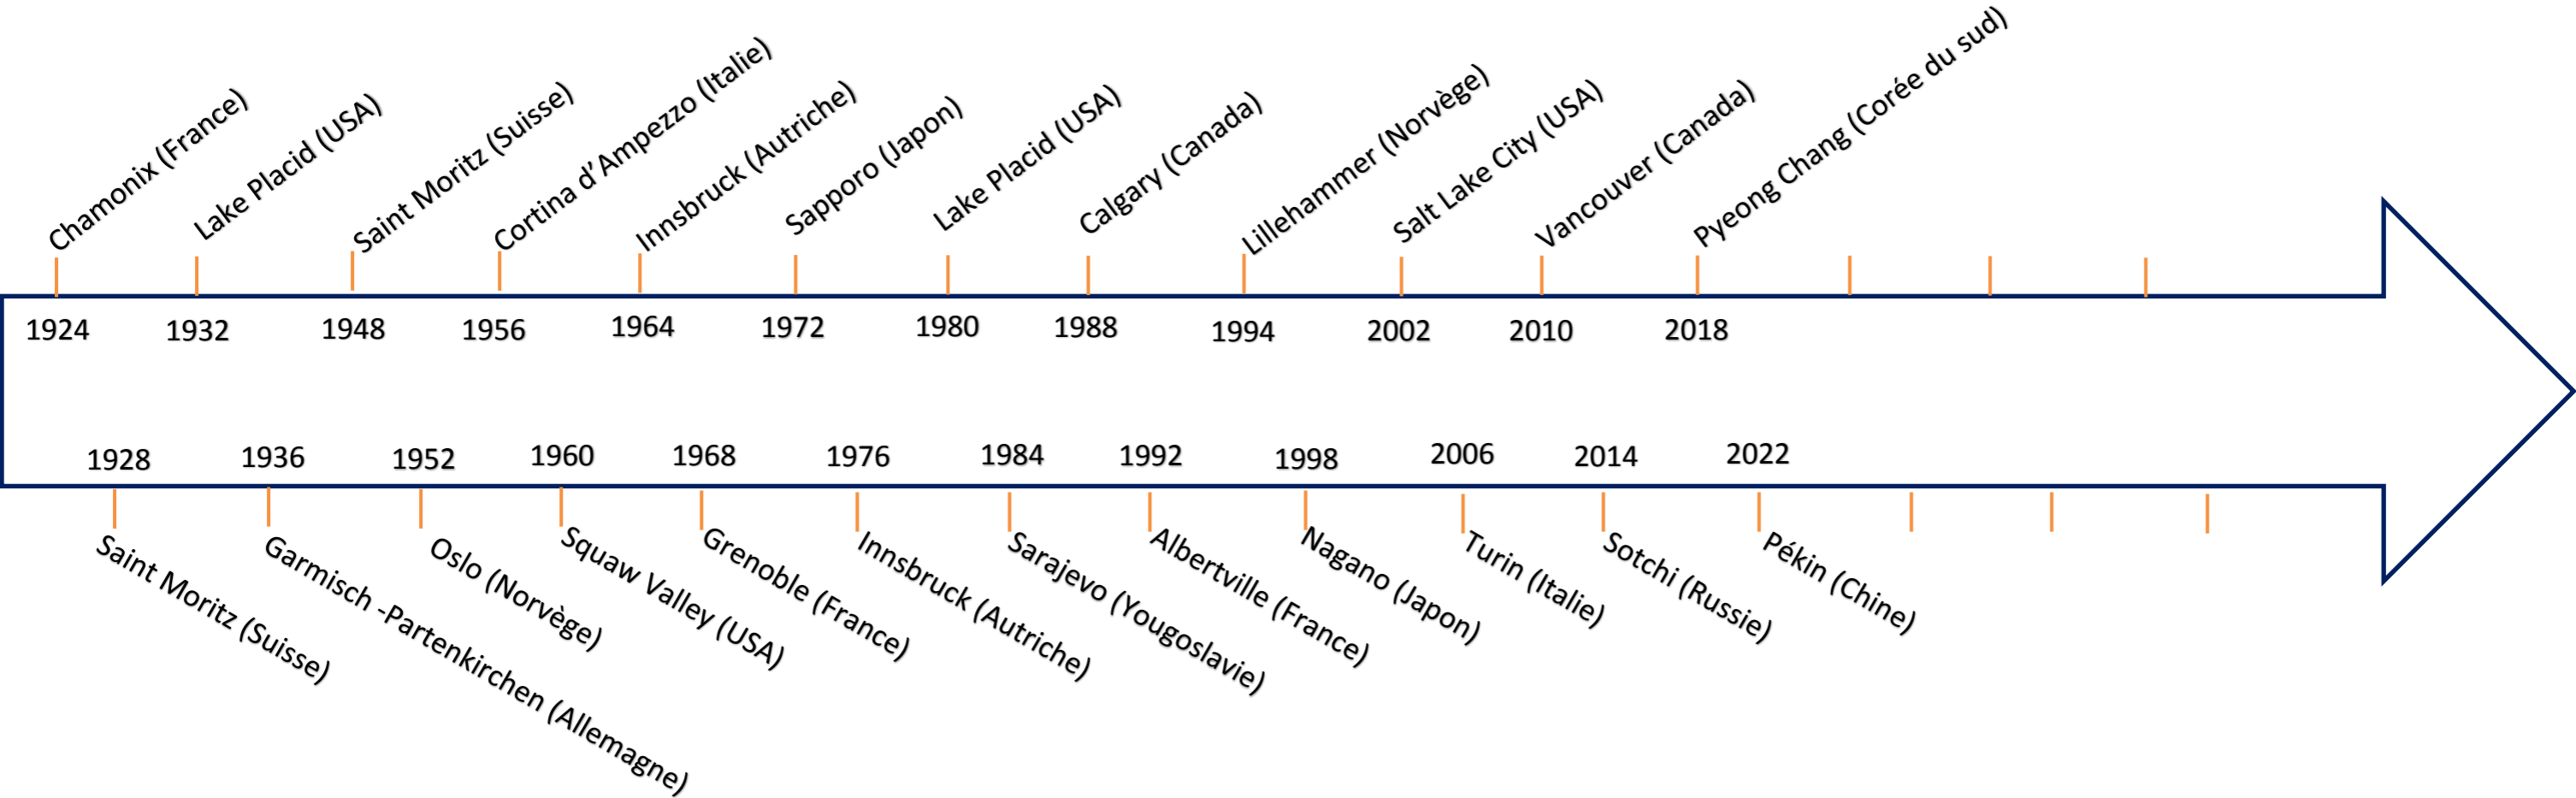 Chamonix (France)
Lake Placid (USA)
Saint Moritz (Suisse)
Cortina d’Ampezzo (Italie)
Innsbruck (Autriche)
Sapporo (Japon)
Lake Placid (USA)
Calgary (Canada)
Lillehammer (Norvège)
Salt Lake City (USA)
Vancouver (Canada)
Pyeong Chang (Corée du sud)
1924
1932
1948
1956
1964
1972
1980
1988
1994
2002
2010
2018
1928
1936
1952
1960
1968
1976
1984
1992
1998
2006
2014
2022
Saint Moritz (Suisse)
Garmisch -Partenkirchen (Allemagne)
Oslo (Norvège)
Squaw Valley (USA)
Grenoble (France)
Innsbruck (Autriche)
Sarajevo (Yougoslavie)
Albertville (France)
Nagano (Japon)
Turin (Italie)
Sotchi (Russie)
Pékin (Chine)